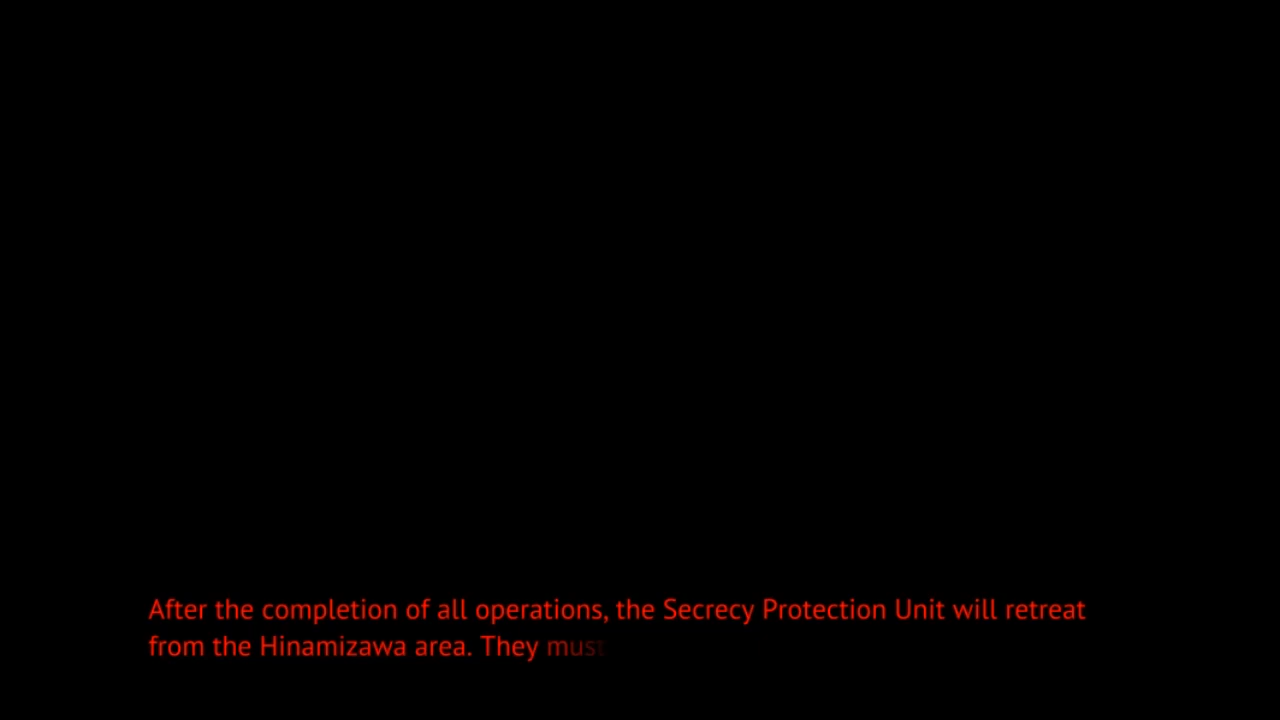 After the completion of all operations, the Secrecy Protection Unit will retreat
from the Hinamizawa area. They must